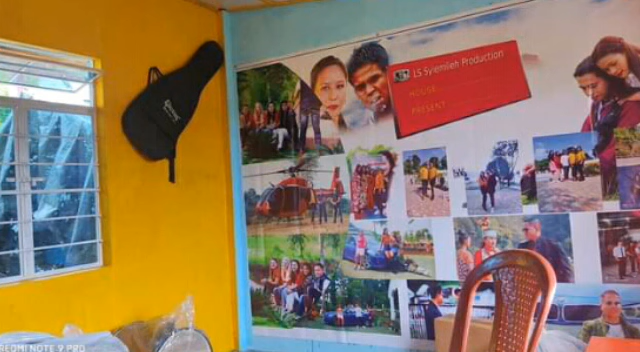 LS Syiemlieh Production
HOUSE
PRESENT
REDMI NOTE 9 PRO